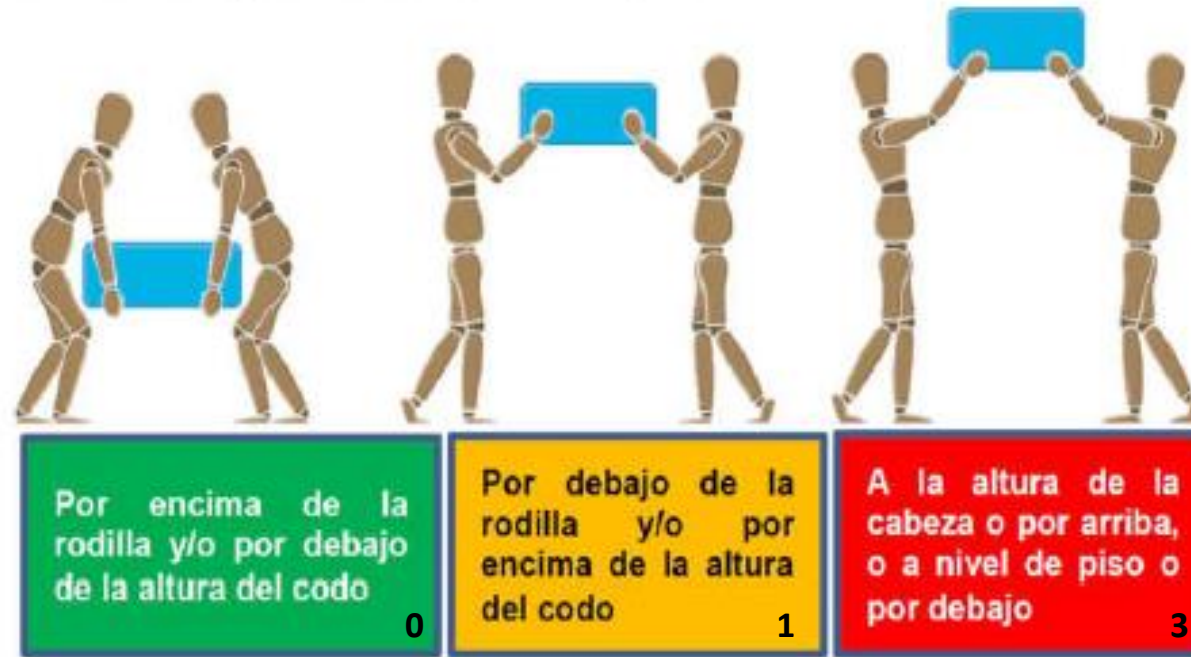 Por encima de la
rodilla y/o por debajo
de la altura del codo
0
Por debajo de la
rodilla y/o por
encima de la altura
del codo
1
A la altura de la
cabeza o por arriba,
o a nivel de piso o
por debajo
3